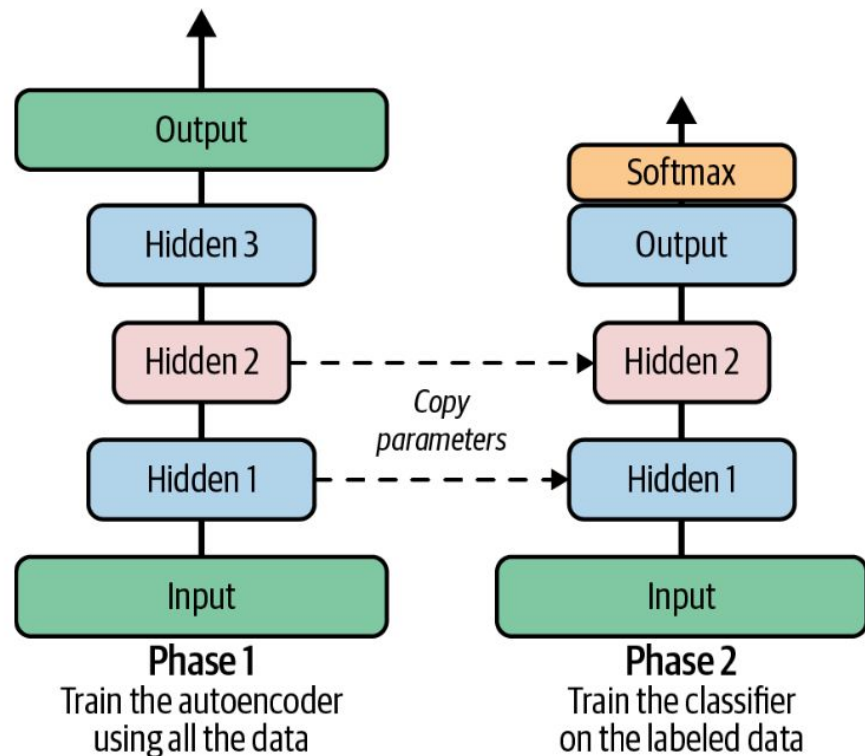 Output
Hidden 3
Hidden 2
Hidden 1
Input
Phase 1
Train the autoencoder
using all the data
Copy
parameters
Softmax
Output
Hidden 2
Hidden 1
Input
Phase 2
Train the classifier
on the labeled data